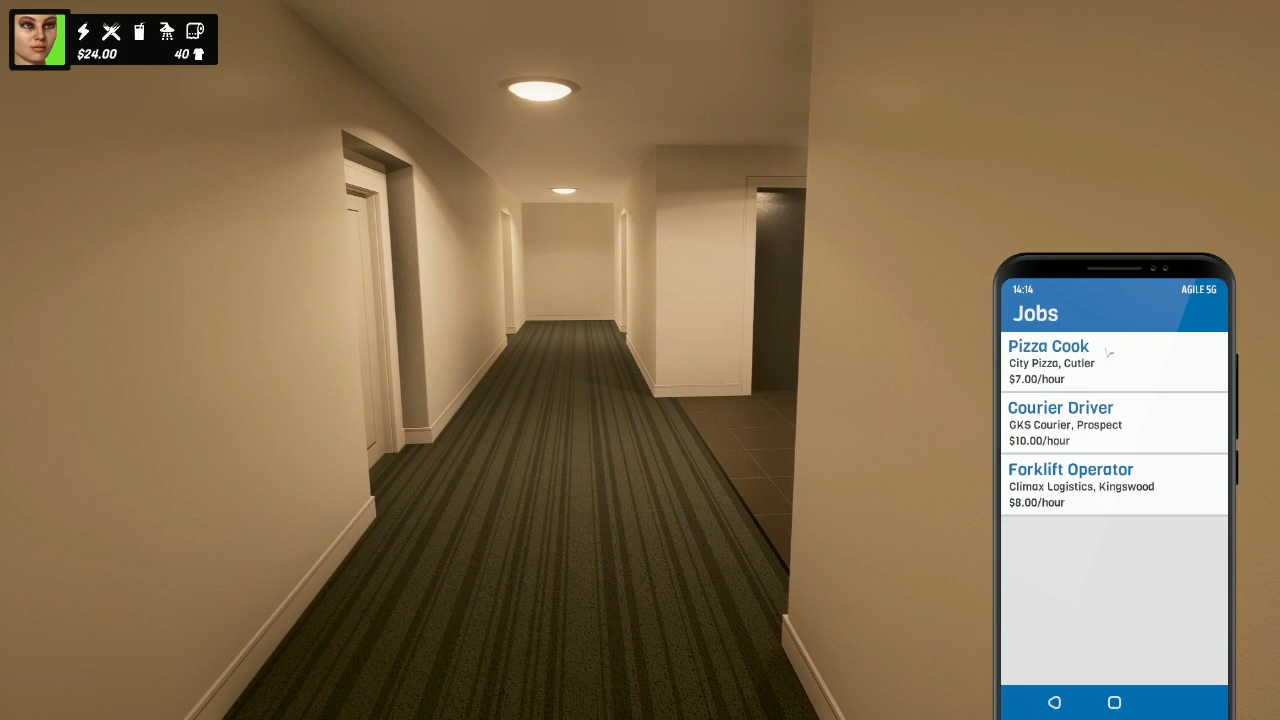 $24.00
40
14:14
AGILE 5G
Jobs
Pizza Cook
City Pizza, Cutler
$7.00/hour
Courier Driver
GKS Courier, Prospect
$10.00/hour
Forklift Operator
Climax Logistics, Kingswood
$8.00/hour